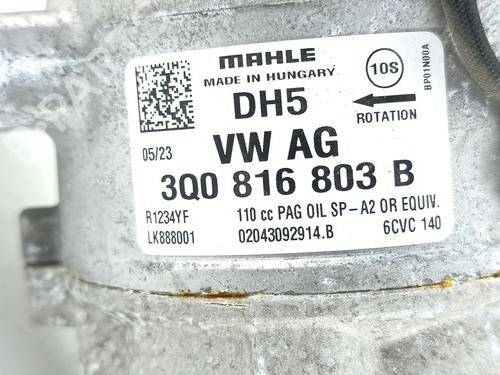 MAHLE
MADE IN HUNGARY
10S
BP01N00A
DH5
ROTATION
05/23
VW AG
3Q0 816 803 B
R1234YF
110 cc PAG OIL SP-A2 OR EQUIV.
LK888001
02043092914.B
6CVC 140